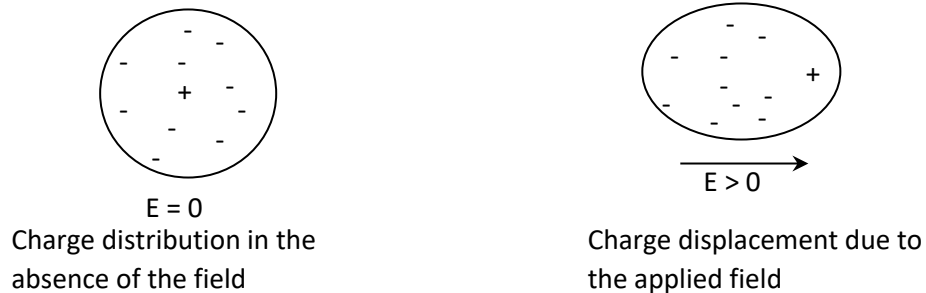 - - - - + - - - - - -
- - - - + - - - - - -
E = 0
Charge distribution in the
absence of the field
E > 0
Charge displacement due to
the applied field